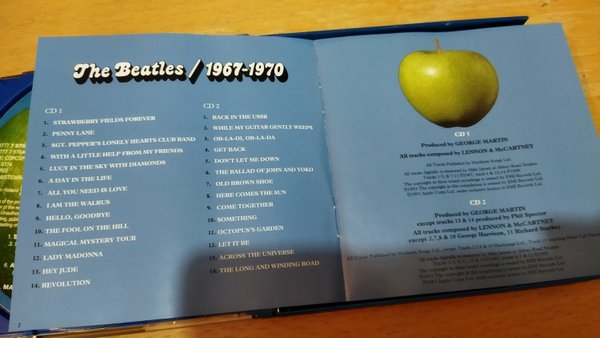 The Beatles / 1967-1970
CD 1
1. STRAWBERRY FIELDS FOREVER
2. PENNY LANE
3. SGT. PEPPER'S LONELY HEARTS CLUB BAND
4. WITH A LITTLE HELP FROM MY FRIENDS
5. LUCY IN THE SKY WITH DIAMONDS
6. A DAY IN THE LIFE
7. ALL YOU NEED IS LOVE
8. I AM THE WALRUS
9. HELLO, GOODBYE
10. THE FOOL ON THE HILL
11. MAGICAL MYSTERY TOUR
12. LADY MADONNA
13. HEY JUDE
14. REVOLUTION
CD 2
1. BACK IN THE USSR
2. WHILE MY GUITAR GENTLY WEEPS
3. OB-LA-DI, OB-LA-DA
4. GET BACK
5. DON'T LET ME DOWN
6. THE BALLAD OF JOHN AND YOKO
7. OLD BROWN SHOE
8. HERE COMES THE SUN
9. COME TOGETHER
10. SOMETHING
11. OCTOPUS'S GARDEN
12. LET IT BE
13. ACROSS THE UNIVERSE
14. THE LONG AND WINDING ROAD
2
CD 1
Produced by GEORGE MARTIN
All tracks composed by LENNON & McCARTNEY
All Tracks Published by Northern Songs Ltd.
CD 2
Produced by GEORGE MARTIN
except tracks 13 & 14 produced by Phil Spector
All tracks composed by LENNON & McCARTNEY
except 2,7,8 & 10 George Harrison, 11 Richard Starkey